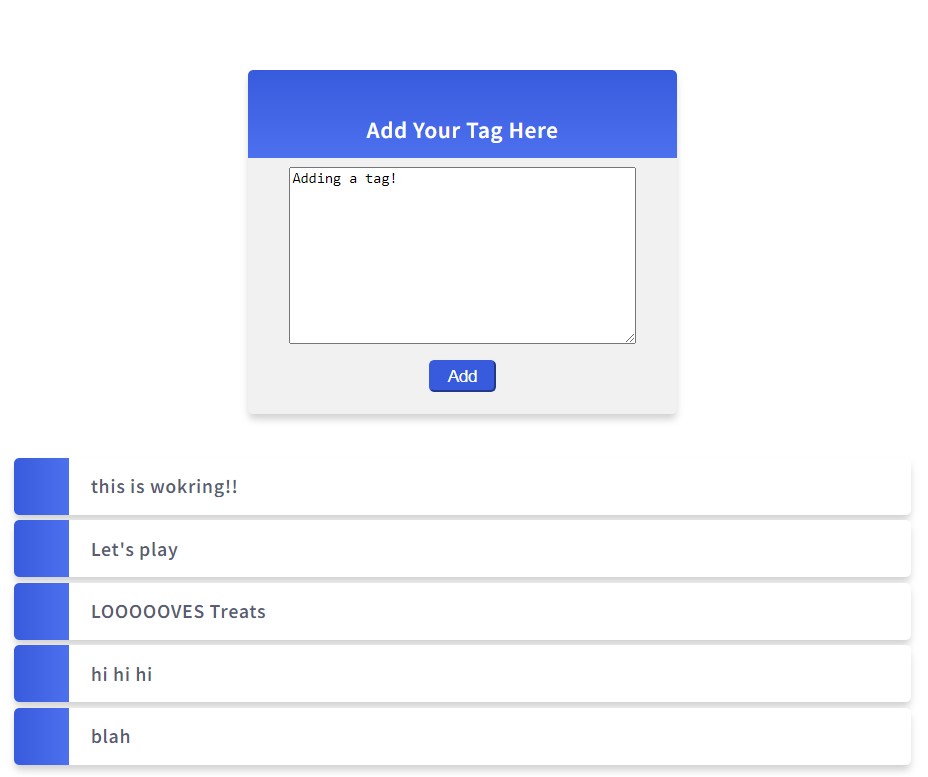 Add Your Tag Here
Adding a tag!
Add
this is wokring!!
Let's play
LOOOOOVES Treats
hi hi hi
blah